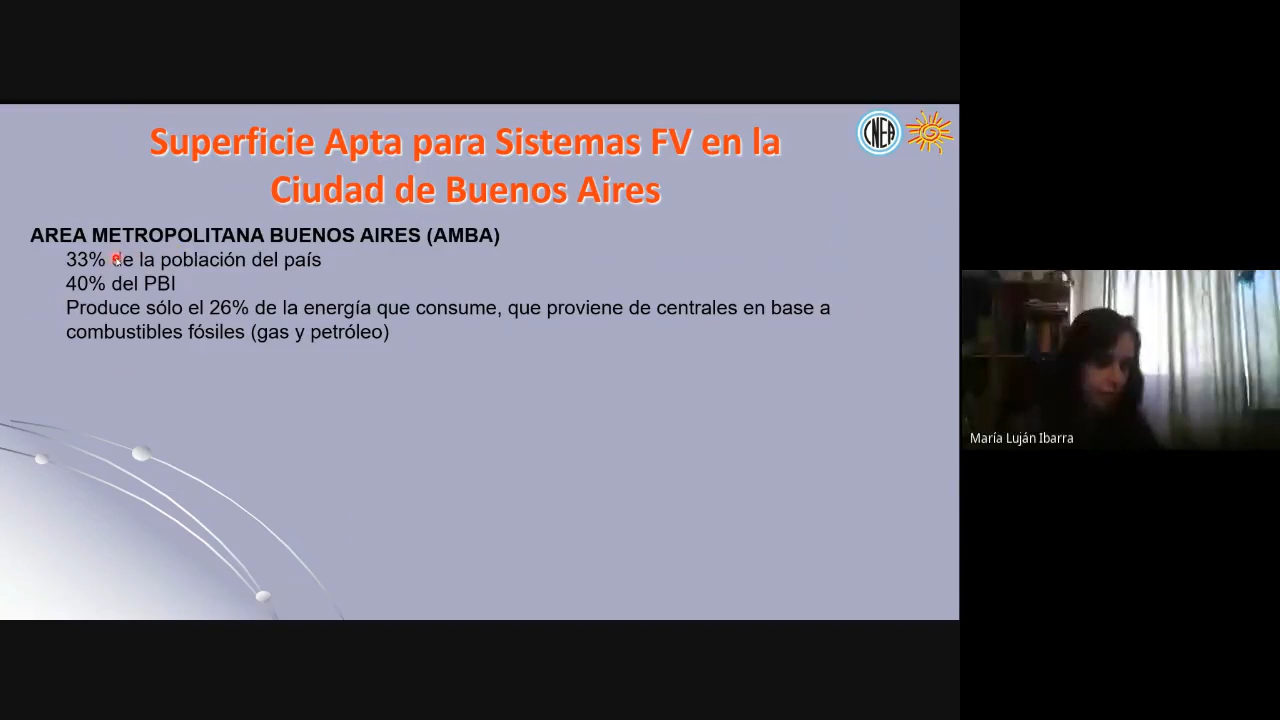 Superficie Apta para Sistemas FV en la
Ciudad de Buenos Aires
CNEA
AREA METROPOLITANA BUENOS AIRES (AMBA)
33% de la población del país
40% del PBI
Produce sólo el 26% de la energía que consume, que proviene de centrales en base a
combustibles fósiles (gas y petróleo)
María Luján Ibarra